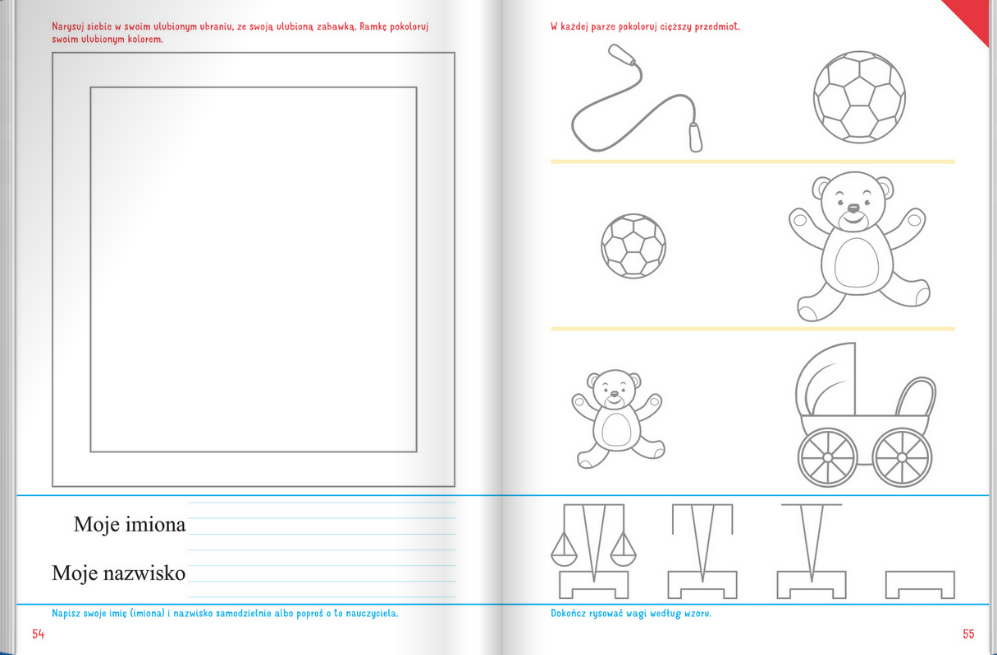 Narysuj siebie w swoim ulubionym ubraniu, ze swoją ulubioną zabawką. Ramkę pokoloruj
swoim ulubionym kolorem.
Moje imiona
Moje nazwisko
Napisz swoje imię (imiona) i nazwisko samodzielnie albo poproś o to nauczyciela.
54
W każdej parze pokoloruj cięższy przedmiot.
Dokończ rysować wagi według wzoru.
55